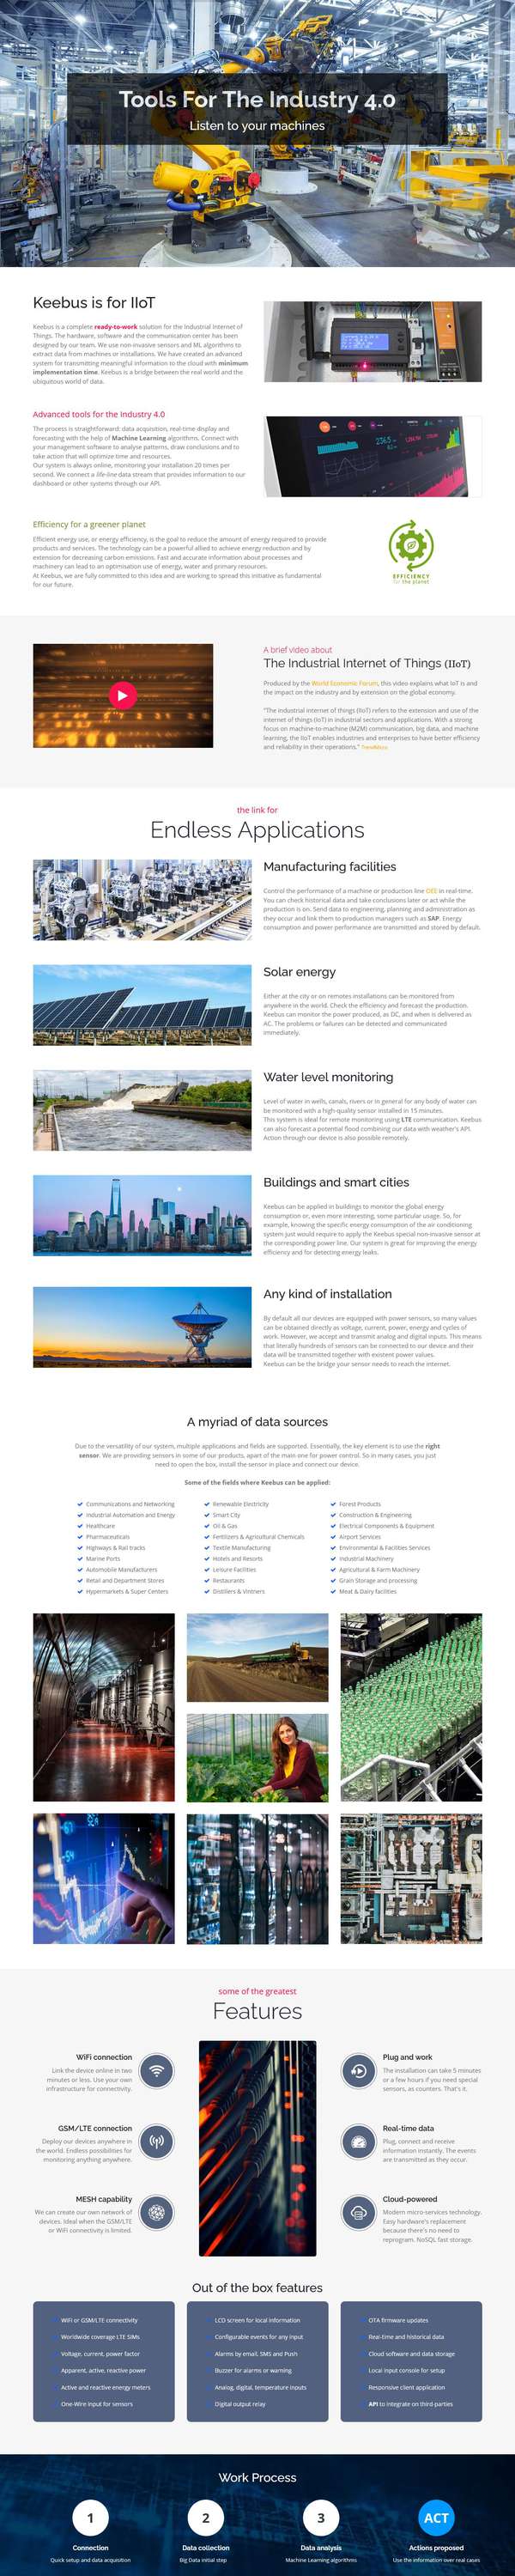 Tools For The Industry 4.0
Listen to your machines
Keebus is for IIoT
Keebus is a complete ready-to-work solution for the Industrial Internet of
Things. The hardware, software and the communication center has been
designed by our team. We use non-invasive sensors and ML algorithms to
extract data from machines or installations. We have created an advanced
system for transmitting meaningful information to the cloud with minimum
implementation time. Keebus is a bridge between the real world and the
ubiquitous world of data.
Advanced tools for the Industry 4.0
The process is straightforward: data acquisition, real-time display and
forecasting with the help of Machine Learning algorithms. Connect with
your management software to analyse patterns, draw conclusions and to
take action that will optimize time and resources.
Our system is always online, monitoring your installation 20 times per
second. We connect a life-line data stream that provides information to our
dashboard or other systems through our API.
Efficiency for a greener planet
Efficient energy use, or energy efficiency, is the goal to reduce the amount of energy required to provide
products and services. The technology can be a powerful allied to achieve energy reduction and by
extension for decreasing carbon emissions. Fast and accurate information about processes and
machinery can lead to an optimisation use of energy, water and primary resources.
At Keebus, we are fully committed to this idea and are working to spread this initiative as fundamental
for our future.
EFFICIENCY
for the planet
A brief video about
The Industrial Internet of Things (IIoT)
Produced by the World Economic Forum, this video explains what IoT is and
the impact on the industry and by extension on the global economy.
"The industrial internet of things (IIoT) refers to the extension and use of the
internet of things (IoT) in industrial sectors and applications. With a strong
focus on machine-to-machine (M2M) communication, big data, and machine
learning, the IIoT enables industries and enterprises to have better efficiency
and reliability in their operations." TrendMicro
the link for
Endless Applications
Manufacturing facilities
Control the performance of a machine or production line OEE in real time.
You can check historical data and take conclusions later or act while the
production is on. Send data to engineering, planning and administration as
they occur and link them to production managers such as SAP. Energy
consumption and power performance are transmitted and stored by default.
Solar energy
Either at the city or on remotes installations can be monitored from
anywhere in the world. Check the efficiency and forecast the production.
Keebus can monitor the power produced, as DC, and when is delivered as
AC. The problems or failures can be detected and communicated
immediately.
Water level monitoring
Level of water in wells, canals, rivers or in general for any body of water can
be monitored with a high-quality sensor installed in 15 minutes.
This system is ideal for remote monitoring using LTE communication. Keebus
can also forecast a potential flood combining our data with weather's API.
Action through our device is also possible remotely.
Buildings and smart cities
Keebus can be applied in buildings to monitor the global energy
consumption or, even more interesting, some particular usage. So, for
example, knowing the specific energy consumption of the air conditioning
system just would require to apply the Keebus special non-invasive sensor at
the corresponding power line. Our system is great for improving the energy
efficiency and for detecting energy leaks.
Any kind of installation
By default all our devices are equipped with power sensors, so many values
can be obtained directly as voltage, current, power, energy and cycles of
work. However, we accept and transmit analog and digital inputs. This means
that literally hundreds of sensors can be connected to our device and their
data will be transmitted together with existent power values.
Keebus can be the bridge your sensor needs to reach the internet.
A myriad of data sources
Due to the versatility of our system, multiple applications and fields are supported. Essentially, the key element is to use the right
sensor. We are providing sensors in some of our products, apart of the main one for power control. So in many cases, you just
need to open the box, install the sensor in place and connect our device.
Some of the fields where Keebus can be applied:
Communications and Networking
Industrial Automation and Energy
Healthcare
Pharmaceuticals
Highways & Rail tracks
Marine Ports
Automobile Manufacturers
Retail and Department Stores
Hypermarkets & Super Centers
Renewable Electricity
Smart City
Oil & Gas
Fertilizers & Agricultural Chemicals
Textile Manufacturing
Hotels and Resorts
Leisure Facilities
Restaurants
Distillers & Vintners
Forest Products
Construction & Engineering
Electrical Components & Equipment
Airport Services
Environmental & Facilities Services
Industrial Machinery
Agricultural & Farm Machinery
Grain Storage and processing
Meat & Dairy facilities
some of the greatest
Features
WiFi connection
Link the device online in two
minutes or less. Use your own
infrastructure for connectivity.
GSM/LTE connection
Deploy our devices anywhere in
the world. Endless possibilities for
monitoring anything anywhere.
MESH capability
We can create our own network of
devices. Ideal when the GSM/LTE
or WiFi connectivity is limited.
Plug and work
The installation can take 5 minutes
or a few hours if you need special
sensors, as counters. That's it.
Real-time data
Plug, connect and receive
information instantly. The events
are transmitted as they occur.
Cloud-powered
Modern micro-services technology.
Easy hardware's replacement
because there's no need to
reprogram. NoSQL fast storage.
Out of the box features
WiFi or GSM/LTE connectivity
Worldwide coverage LTE SIMs
Voltage, current, power factor
Apparent, active, reactive power
Active and reactive energy meters
One-Wire input for sensors
LCD screen for local information
Configurable events for any input
Alarms by email, SMS and Push
Buzzer for alarms or warning
Analog, digital, temperature inputs
Digital output relay
OTA firmware updates
Real-time and historical data
Cloud software and data storage
Local input console for setup
Responsive client application
API to integrate on third-parties
Work Process
1
Connection
Quick setup and data acquisition
2
Data collection
Big Data initial step
3
Data analysis
Machine Learning algorithms
ACT
Actions proposed
Use the information over real cases